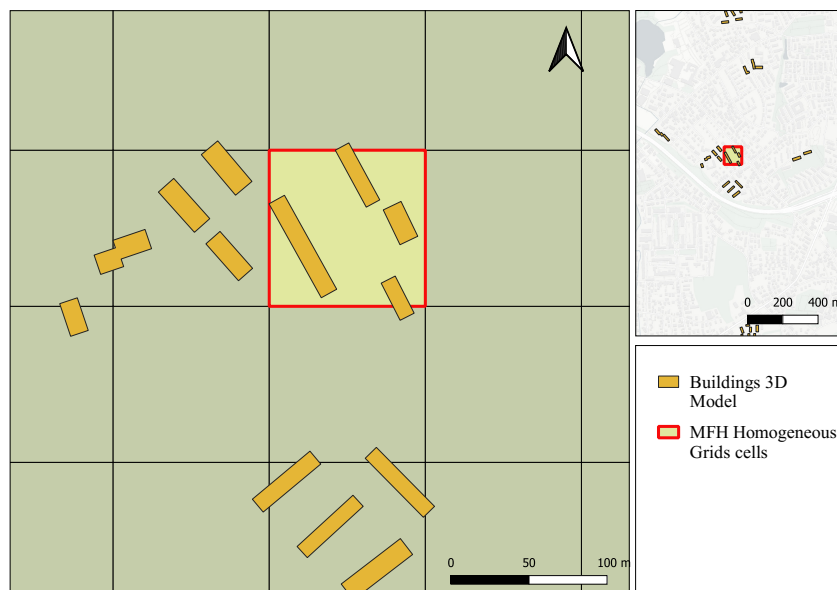 0 200 400 m
Buildings 3D
Model
MFH Homogeneous
Grids cells
0 50 100 m